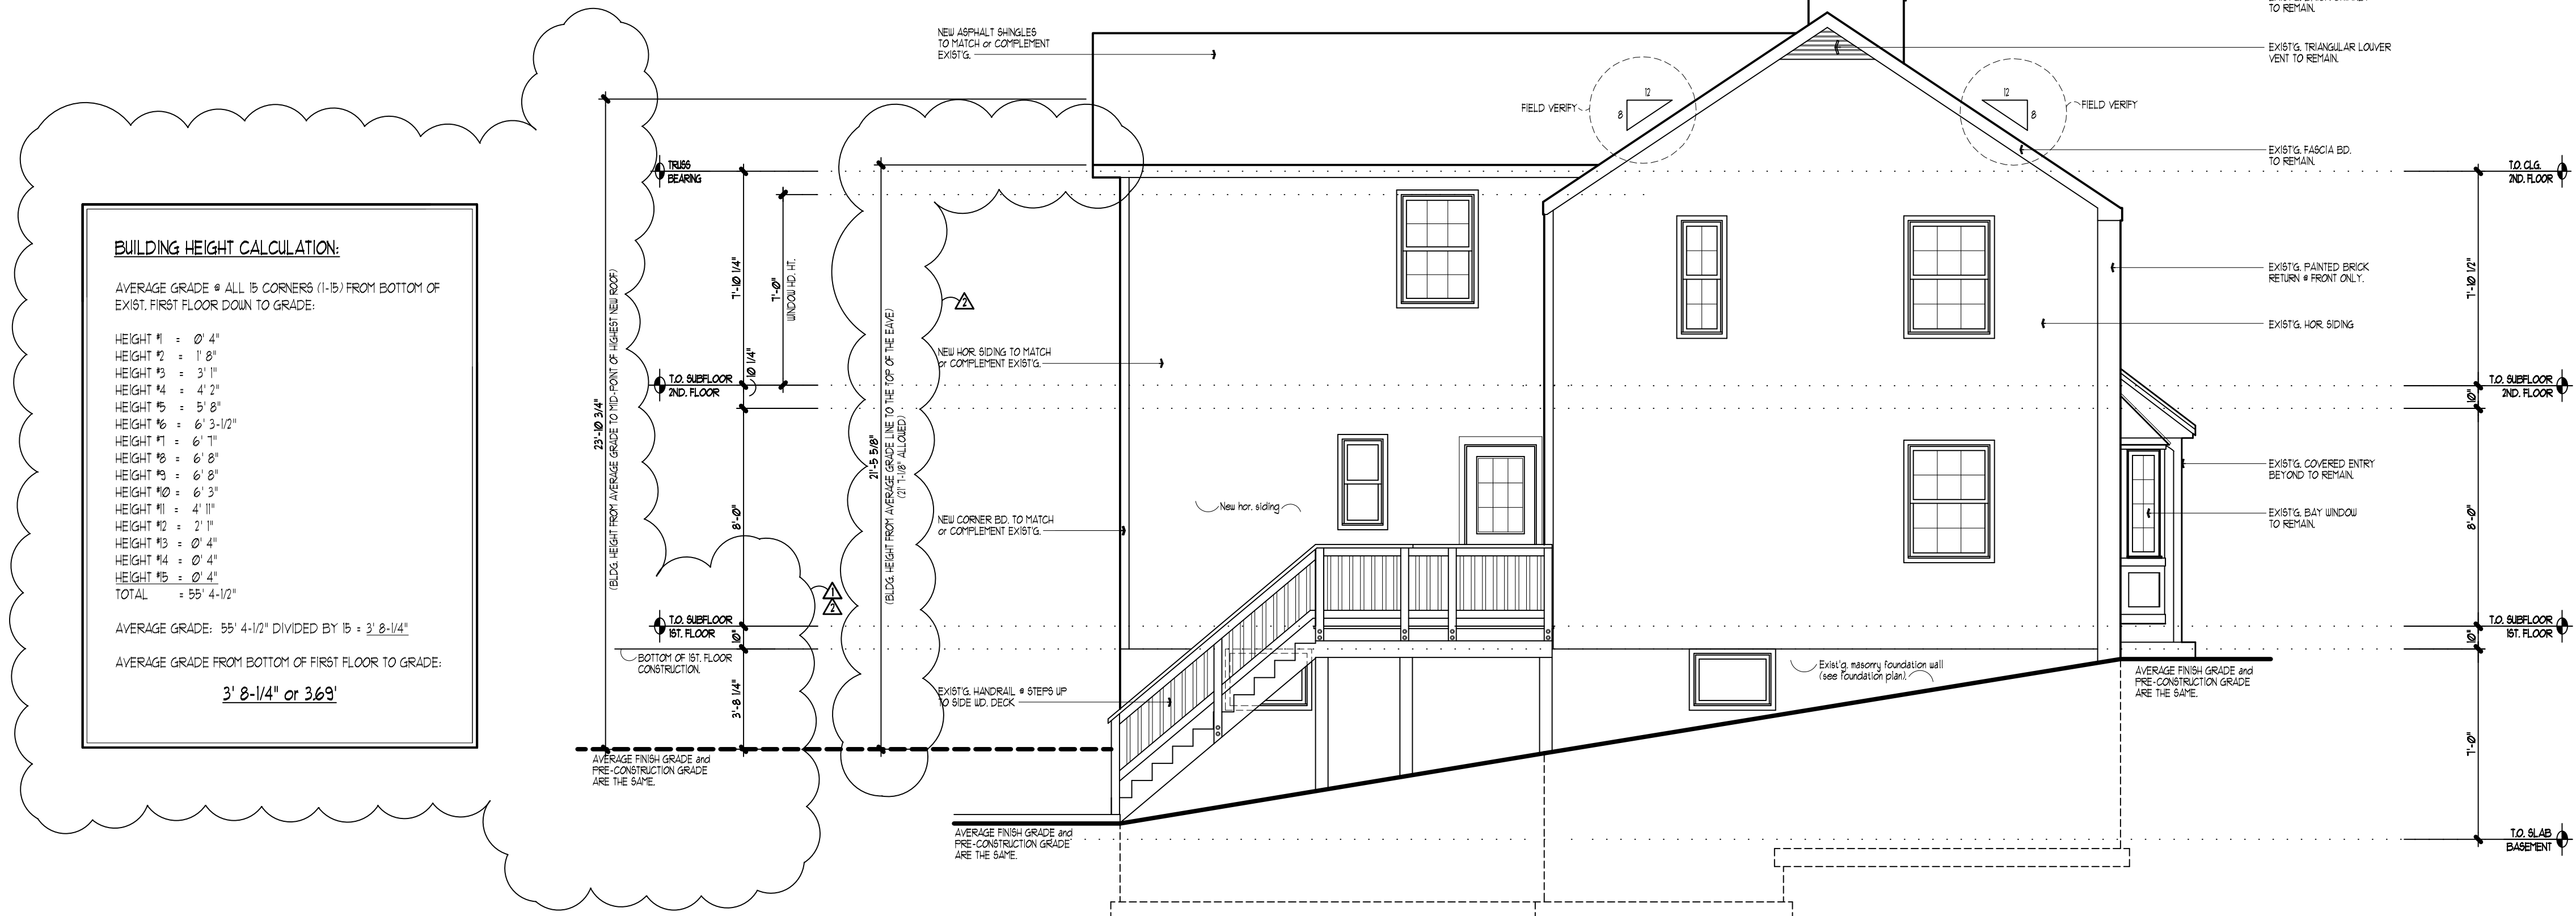 BUILDING HEIGHT CALCULATION:
AVERAGE GRADE @ ALL 15 CORNERS (1-15) FROM BOTTOM OF
EXIST. FIRST FLOOR DOWN TO GRADE:
HEIGHT #1 = 0' 4"
HEIGHT #2 = 1' 8"
HEIGHT #3 = 3' 1"
HEIGHT #4 = 4' 2"
HEIGHT #5 = 5' 8"
HEIGHT #6 = 6' 3-1/2"
HEIGHT #7 = 6' 7"
HEIGHT #8 = 6' 8"
HEIGHT #9 = 6' 8"
HEIGHT #10 = 6' 3"
HEIGHT #11 = 4' 11"
HEIGHT #12 = 2' 1"
HEIGHT #13 = 0' 4"
HEIGHT #14 = 0' 4"
HEIGHT #15 = 0' 4"
TOTAL = 55' 4-1/2"
AVERAGE GRADE: 55' 4-1/2" DIVIDED BY 15 = 3' 8-1/4"
AVERAGE GRADE FROM BOTTOM OF FIRST FLOOR TO GRADE:
3' 8-1/4" or 3.69'
23'-10 3/4"
(BLDG. HEIGHT FROM AVERAGE GRADE TO MID-POINT OF HIGHEST NEW ROOF)
TRUSS
BEARING
7'-10 1/4"
7'-0"
WINDOW HD. HT.
T.O. SUBFLOOR
2ND. FLOOR
10 1/4"
8'-0"
T.O. SUBFLOOR
1ST. FLOOR
10"
BOTTOM OF 1ST. FLOOR
CONSTRUCTION.
3'-8 1/4"
AVERAGE FINISH GRADE and
PRE-CONSTRUCTION GRADE
ARE THE SAME.
1
2
21'-5 5/8"
(BLDG. HEIGHT FROM AVERAGE GRADE LINE TO THE TOP OF THE EAVE)
(21' 7-1/8" ALLOWED)
2
NEW ASPHALT SHINGLES
TO MATCH or COMPLEMENT
EXIST'G.
NEW HOR. SIDING TO MATCH
or COMPLEMENT EXIST'G.
NEW CORNER BD. TO MATCH
or COMPLEMENT EXIST'G.
EXIST'G. HANDRAIL @ STEPS UP
TO SIDE WD. DECK
AVERAGE FINISH GRADE and
PRE-CONSTRUCTION GRADE
ARE THE SAME.
New hor. siding
FIELD VERIFY
12
8
12
8
FIELD VERIFY
Exist'g. masonry foundation wall
(see foundation plan).
TO REMAIN.
EXIST'G. TRIANGULAR LOUVER
VENT TO REMAIN.
EXIST'G. FASCIA BD.
TO REMAIN.
EXIST'G. PAINTED BRICK
RETURN @ FRONT ONLY.
EXIST'G. HOR. SIDING
EXIST'G. COVERED ENTRY
BEYOND TO REMAIN.
EXIST'G. BAY WINDOW
TO REMAIN.
AVERAGE FINISH GRADE and
PRE-CONSTRUCTION GRADE
ARE THE SAME.
T.O. CLG.
2ND. FLOOR
7'-10 1/2"
T.O. SUBFLOOR
2ND. FLOOR
10"
8'-0"
T.O. SUBFLOOR
1ST. FLOOR
10"
7'-0"
T.O. SLAB
BASEMENT